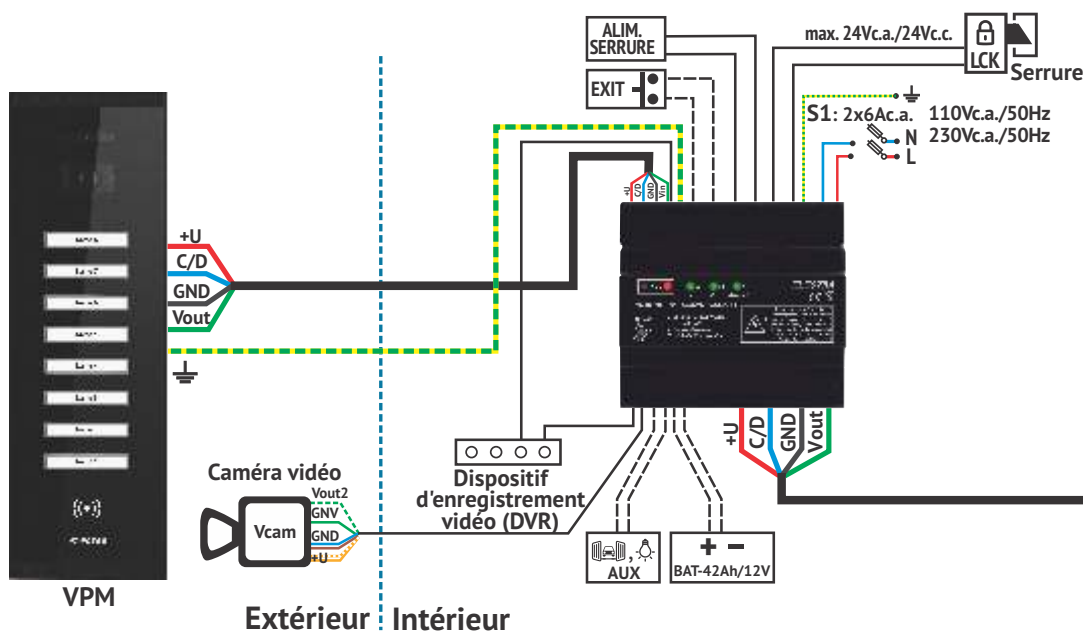 ALIM.
SERRURE
max. 24Vc.a./24Vc.c.
LCK
Serrure
EXIT
S1: 2x6Ac.a.
110Vc.a./50Hz
230Vc.a./50Hz
N
L
+U
C/D
GND
Vin
+U
C/D
GND
Vout
+U
C/D
GND
Vout
Dispositif
d'enregistrement
vidéo (DVR)
Caméra vidéo
Vcam
Vout2
GNV
GND
+U
AUX
+ -
BAT-42Ah/12V
VPM
Extérieur
Intérieur